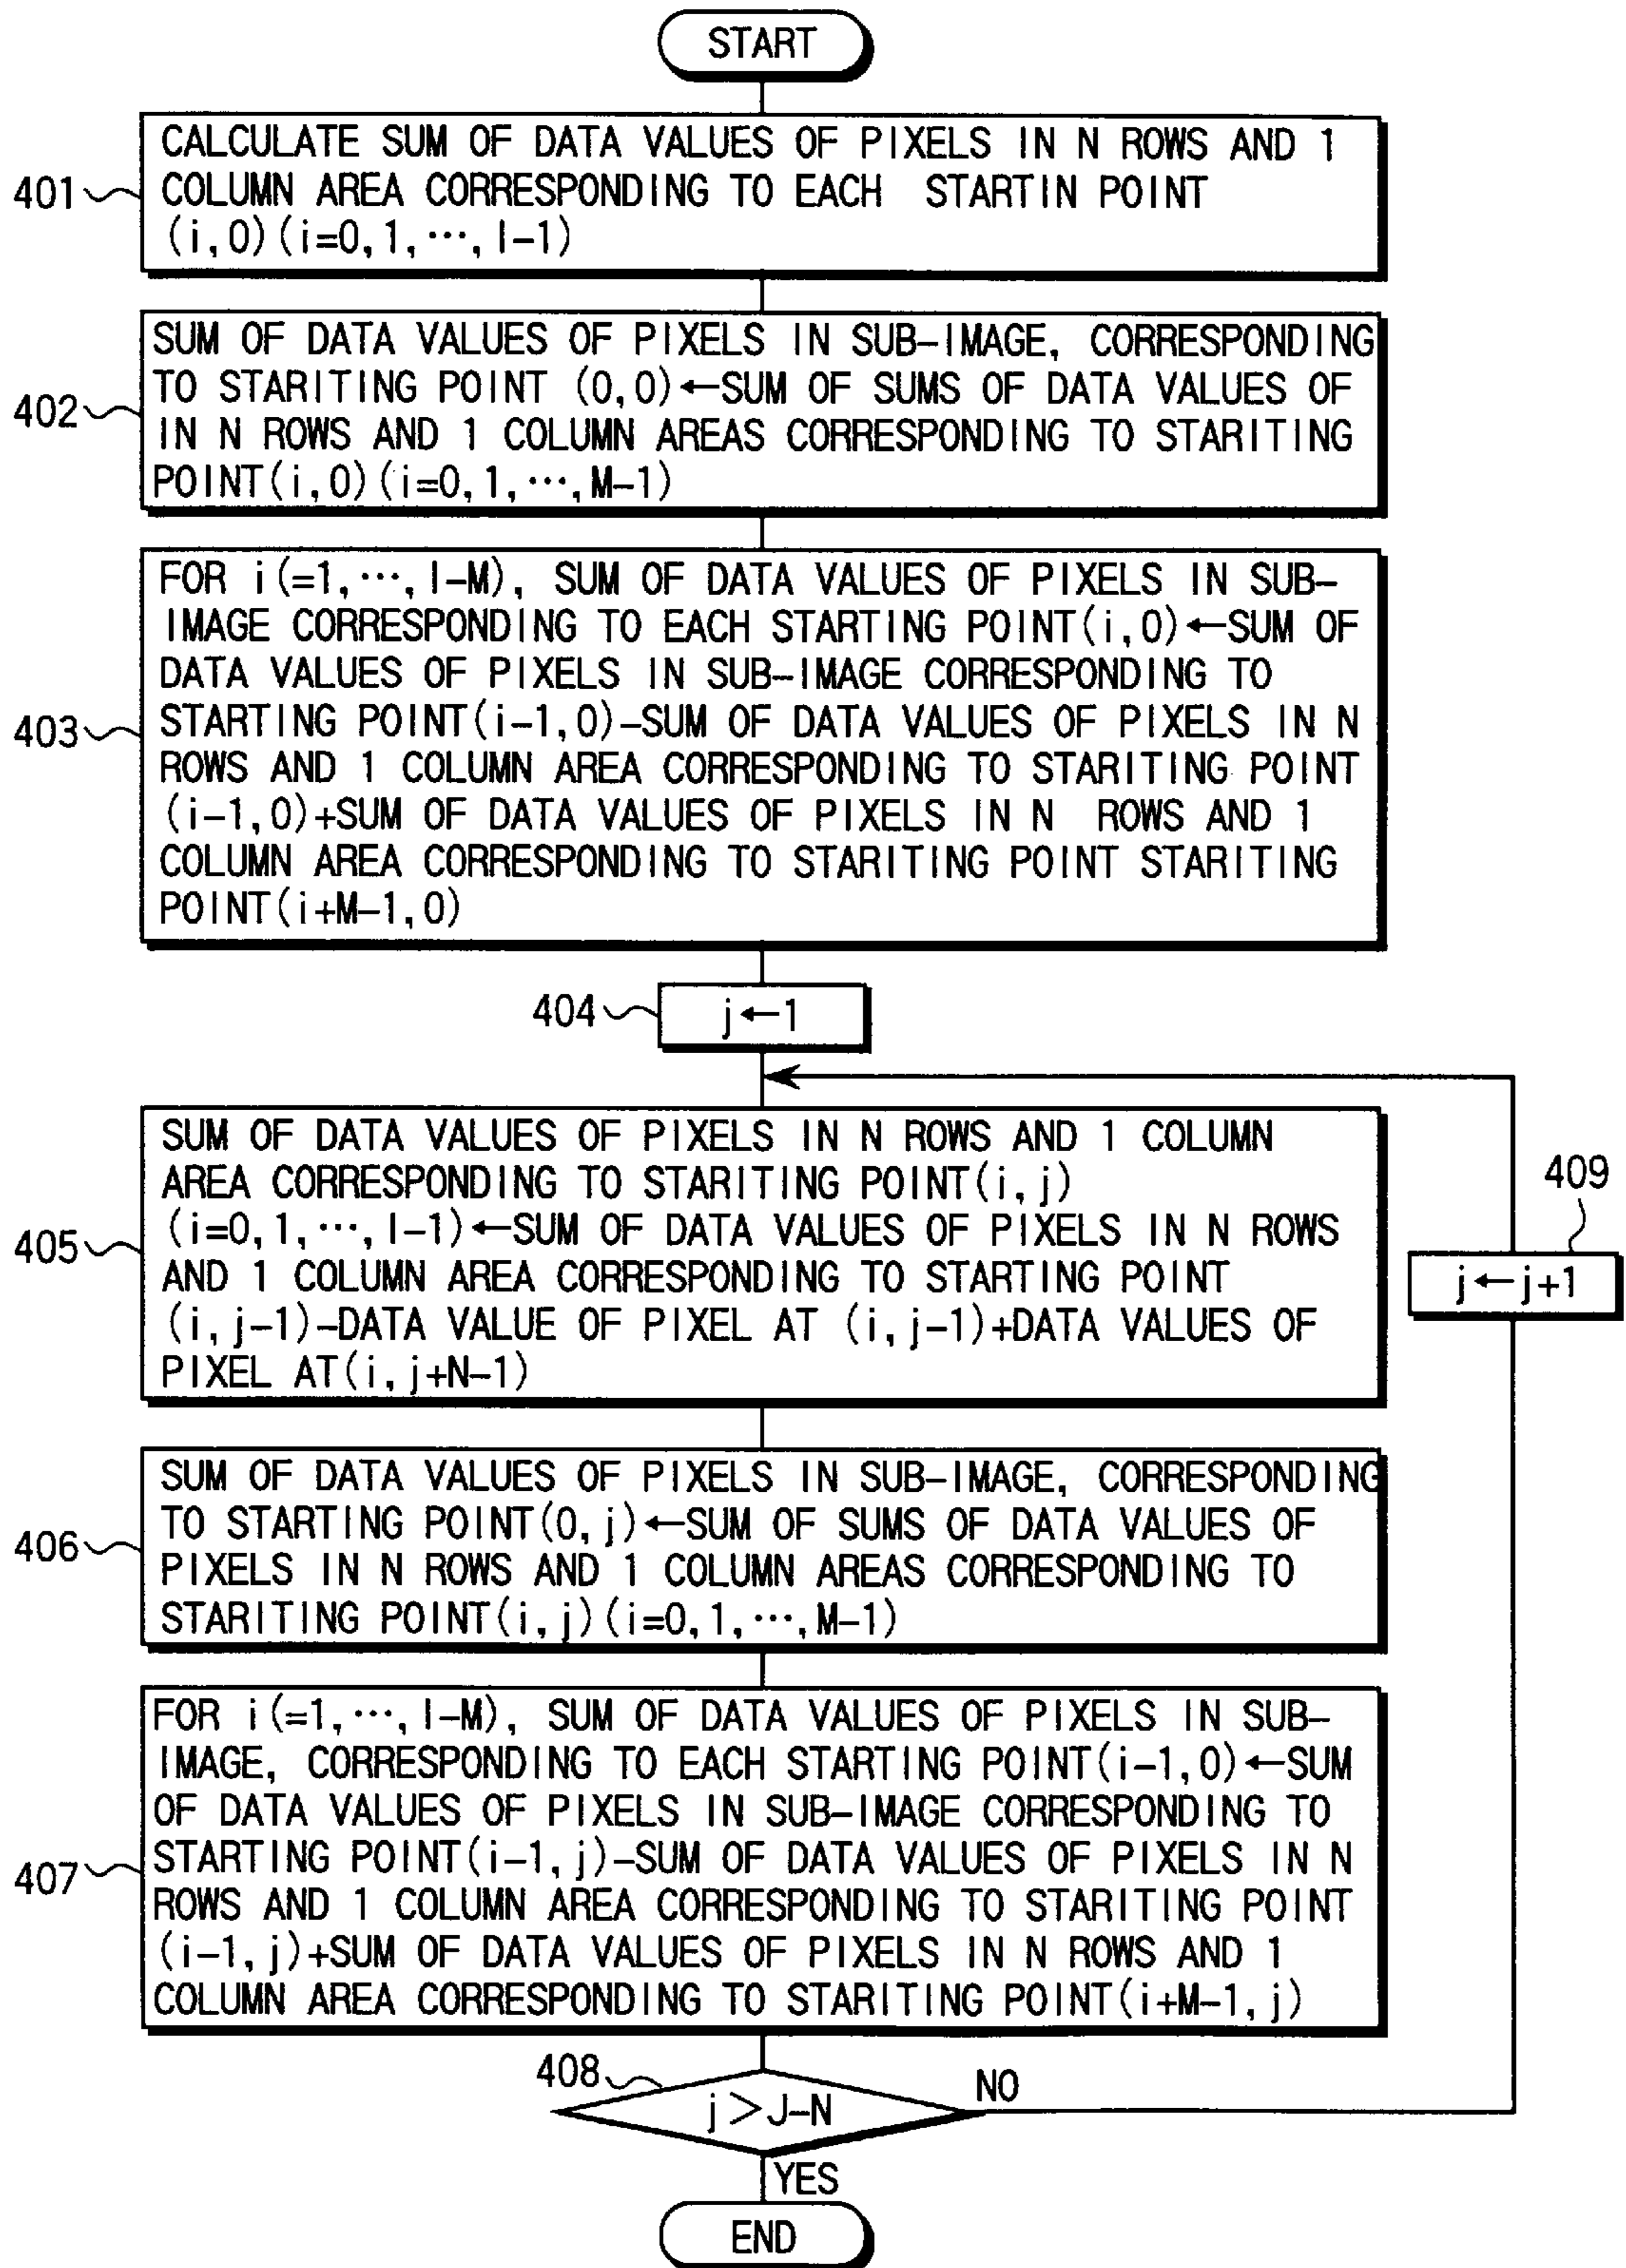 START
401
CALCULATE SUM OF DATA VALUES OF PIXELS IN N ROWS AND 1
COLUMN AREA CORRESPONDING TO EACH STARTIN POINT
(i,0)(i=0,1,⋯,I-1)
402
SUM OF DATA VALUES OF PIXELS IN SUB-IMAGE, CORRESPONDING
TO STARITING POINT (0,0)←SUM OF SUMS OF DATA VALUES OF
IN N ROWS AND 1 COLUMN AREAS CORRESPONDING TO STARITING
POINT(i,0)(i=0,1,⋯,M-1)
403
FOR i(=1,⋯,I-M), SUM OF DATA VALUES OF PIXELS IN SUB-
IMAGE CORRESPONDING TO EACH STARTING POINT(i,0)←SUM OF
DATA VALUES OF PIXELS IN SUB-IMAGE CORRESPONDING TO
STARTING POINT(i-1,0)-SUM OF DATA VALUES OF PIXELS IN N
ROWS AND 1 COLUMN AREA CORRESPONDING TO STARITING POINT
(i-1,0)+SUM OF DATA VALUES OF PIXELS IN N ROWS AND 1
COLUMN AREA CORRESPONDING TO STARITING POINT STARITING
POINT(i+M-1,0)
404
j←1
405
SUM OF DATA VALUES OF PIXELS IN N ROWS AND 1 COLUMN
AREA CORRESPONDING TO STARITING POINT(i,j)
(i=0,1,⋯,I-1)←SUM OF DATA VALUES OF PIXELS IN N ROWS
AND 1 COLUMN AREA CORRESPONDING TO STARTING POINT
(i,j-1)-DATA VALUE OF PIXEL AT (i,j-1)+DATA VALUES OF
PIXEL AT(i,j+N-1)
409
j←j+1
406
SUM OF DATA VALUES OF PIXELS IN SUB-IMAGE, CORRESPONDING
TO STARTING POINT(0,j)←SUM OF SUMS OF DATA VALUES OF
PIXELS IN N ROWS AND 1 COLUMN AREAS CORRESPONDING TO
STARITING POINT(i,j)(i=0,1,⋯,M-1)
407
FOR i(=1,⋯,I-M), SUM OF DATA VALUES OF PIXELS IN SUB-
IMAGE, CORRESPONDING TO EACH STARTING POINT(i-1,0)←SUM
OF DATA VALUES OF PIXELS IN SUB-IMAGE CORRESPONDING TO
STARTING POINT(i-1,j)-SUM OF DATA VALUES OF PIXELS IN N
ROWS AND 1 COLUMN AREA CORRESPONDING TO STARITING POINT
(i-1,j)+SUM OF DATA VALUES OF PIXELS IN N ROWS AND 1
COLUMN AREA CORRESPONDING TO STARITING POINT(i+M-1,j)
408
j>J-N
NO
YES
END